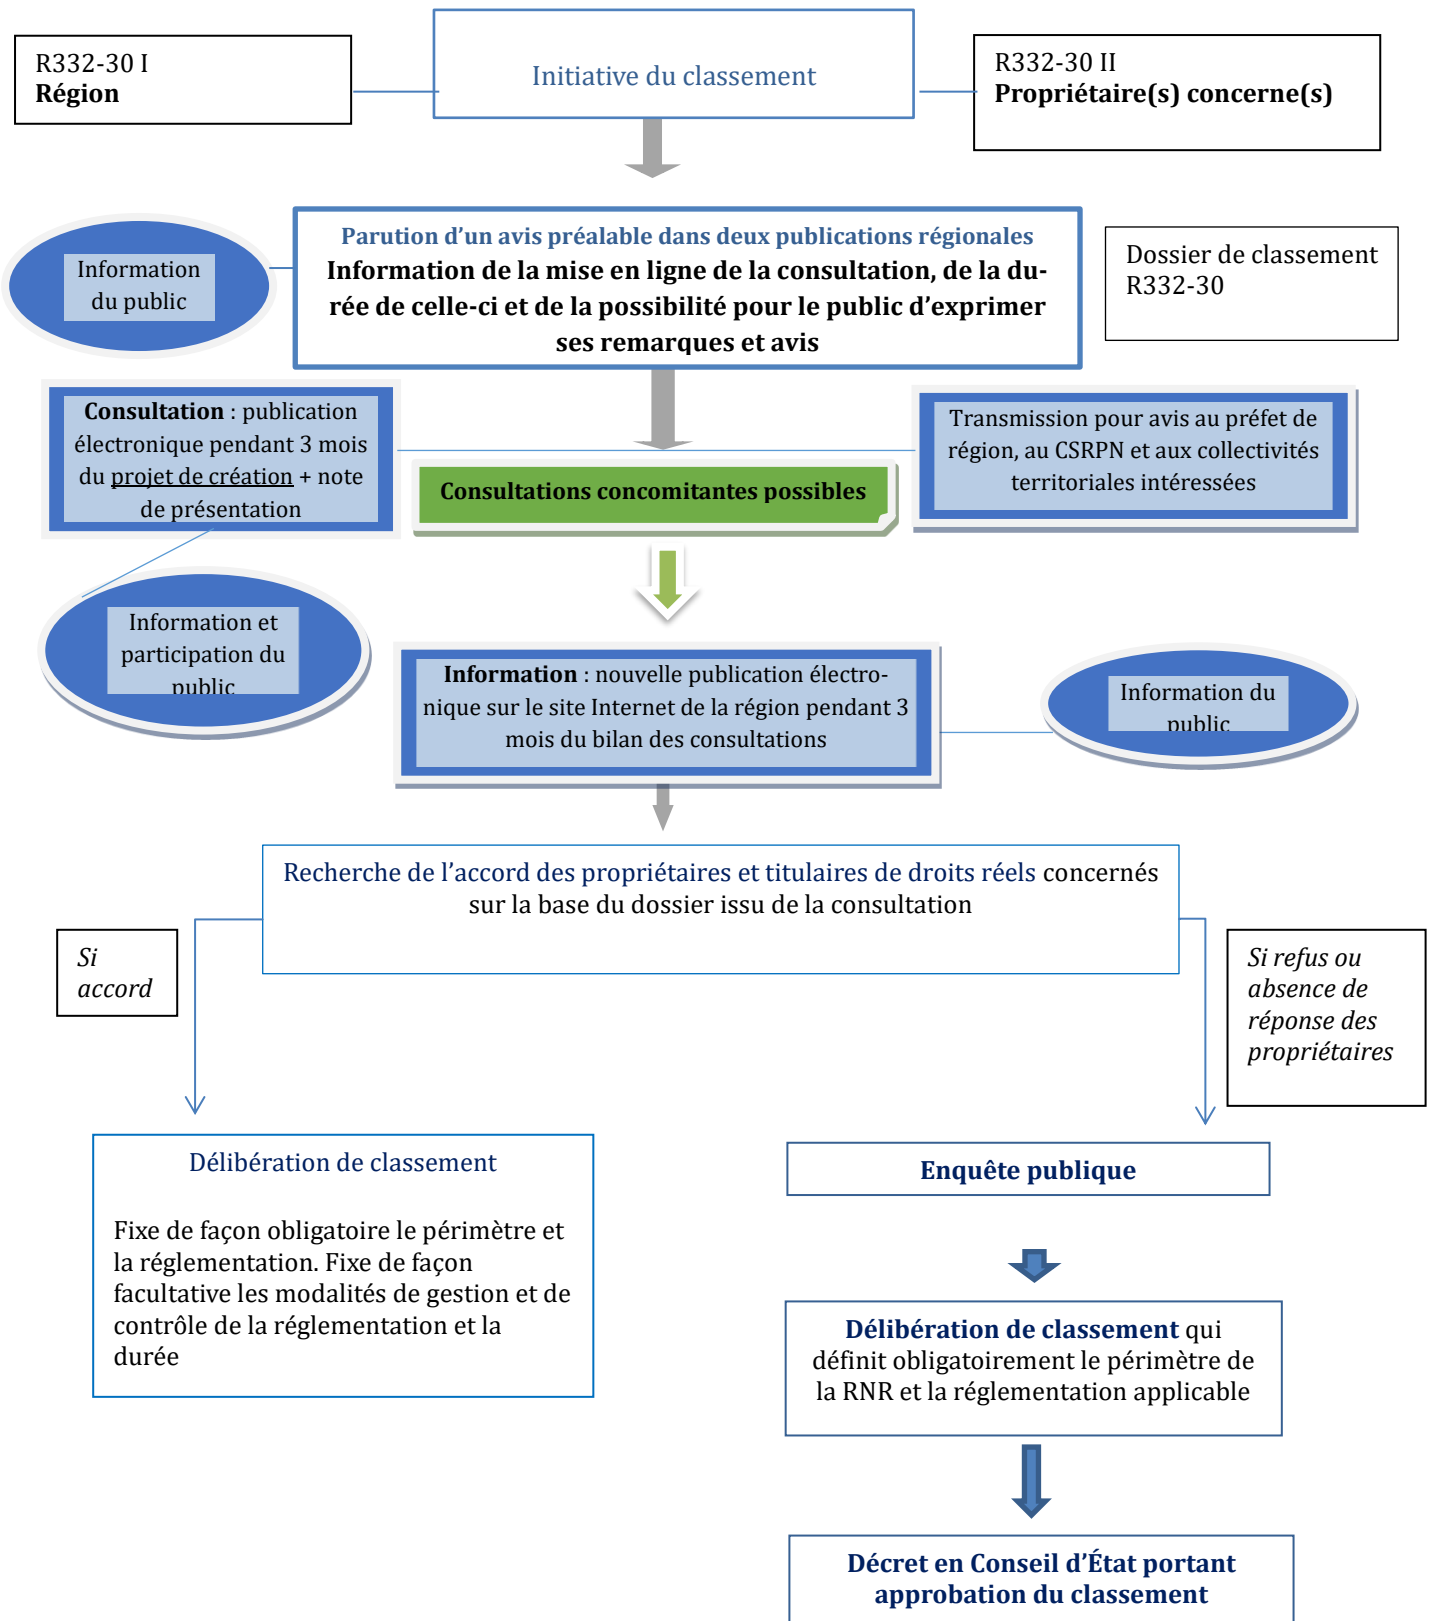 R332-30 I
Région
Initiative du classement
R332-30 II
Propriétaire(s) concerne(s)
Information
du public
Parution d’un avis préalable dans deux publications régionales
Information de la mise en ligne de la consultation, de la du-
rée de celle-ci et de la possibilité pour le public d’exprimer
ses remarques et avis
Dossier de classement
R332-30
Consultation : publication
électronique pendant 3 mois
du projet de création + note
de présentation
Consultations concomitantes possibles
Transmission pour avis au préfet de
région, au CSRPN et aux collectivités
territoriales intéressées
Information et
participation du
public
Information : nouvelle publication électro-
nique sur le site Internet de la région pendant 3
mois du bilan des consultations
Information du
public
Recherche de l’accord des propriétaires et titulaires de droits réels concernés
sur la base du dossier issu de la consultation
Si
accord
Si refus ou
absence de
réponse des
propriétaires
Délibération de classement
Fixe de façon obligatoire le périmètre et
la réglementation. Fixe de façon
facultative les modalités de gestion et de
contrôle de la réglementation et la
durée
Enquête publique
Délibération de classement qui
définit obligatoirement le périmètre de
la RNR et la réglementation applicable
Décret en Conseil d’État portant
approbation du classement